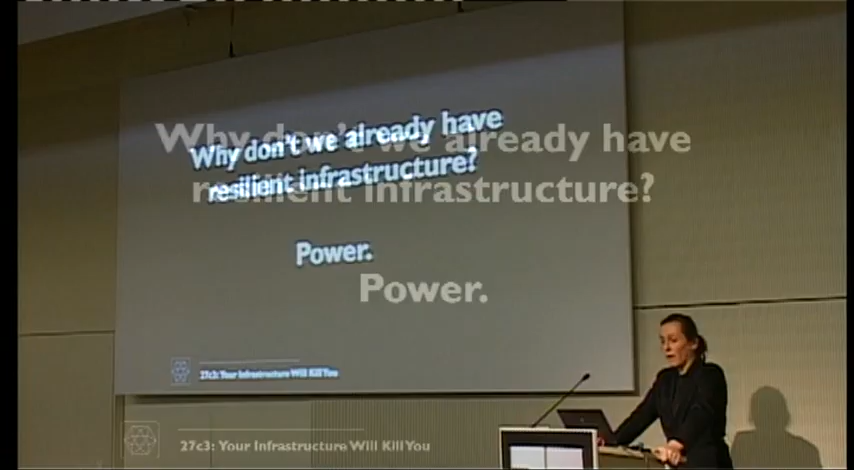 Why don't we already have
resilient infrastructure?
Power.
27c3: Your Infrastructure Will Kill You
Why don't we already have
resilient infrastructure?
Power.
27c3: Your Infrastructure Will Kill You